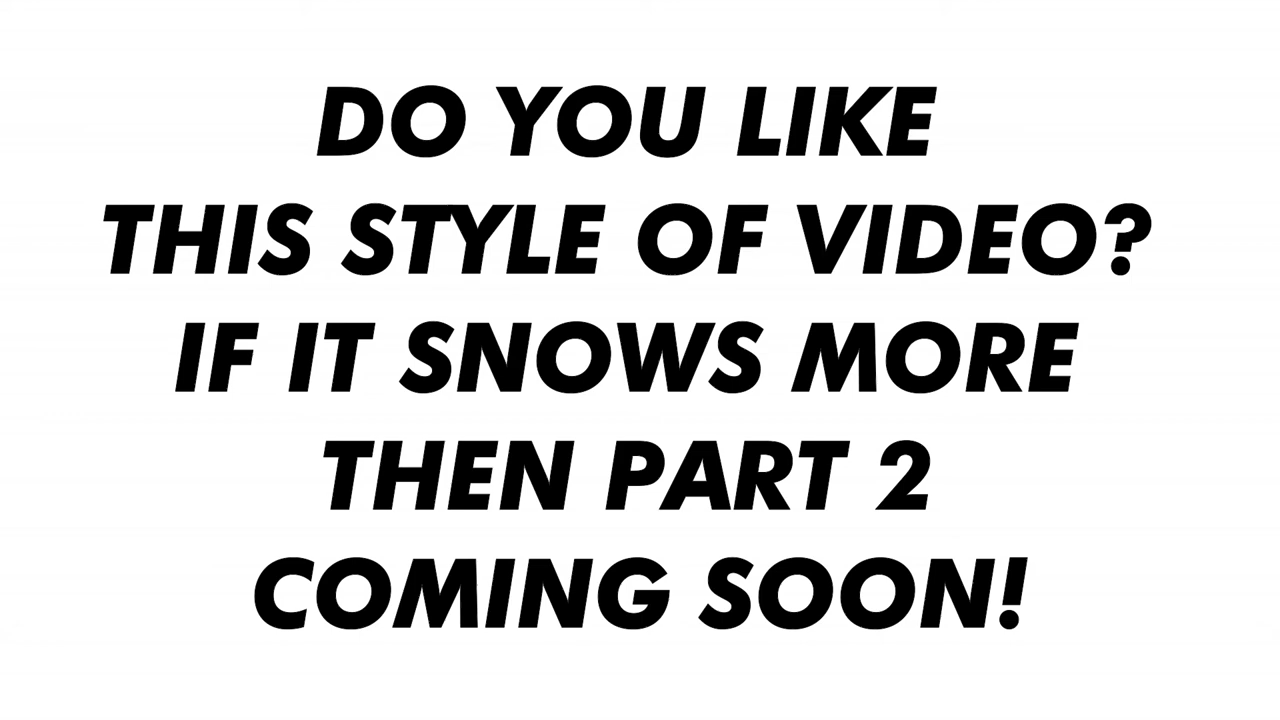 DO YOU LIKE
THIS STYLE OF VIDEO?
IF IT SNOWS MORE
THEN PART 2
COMING SOON!